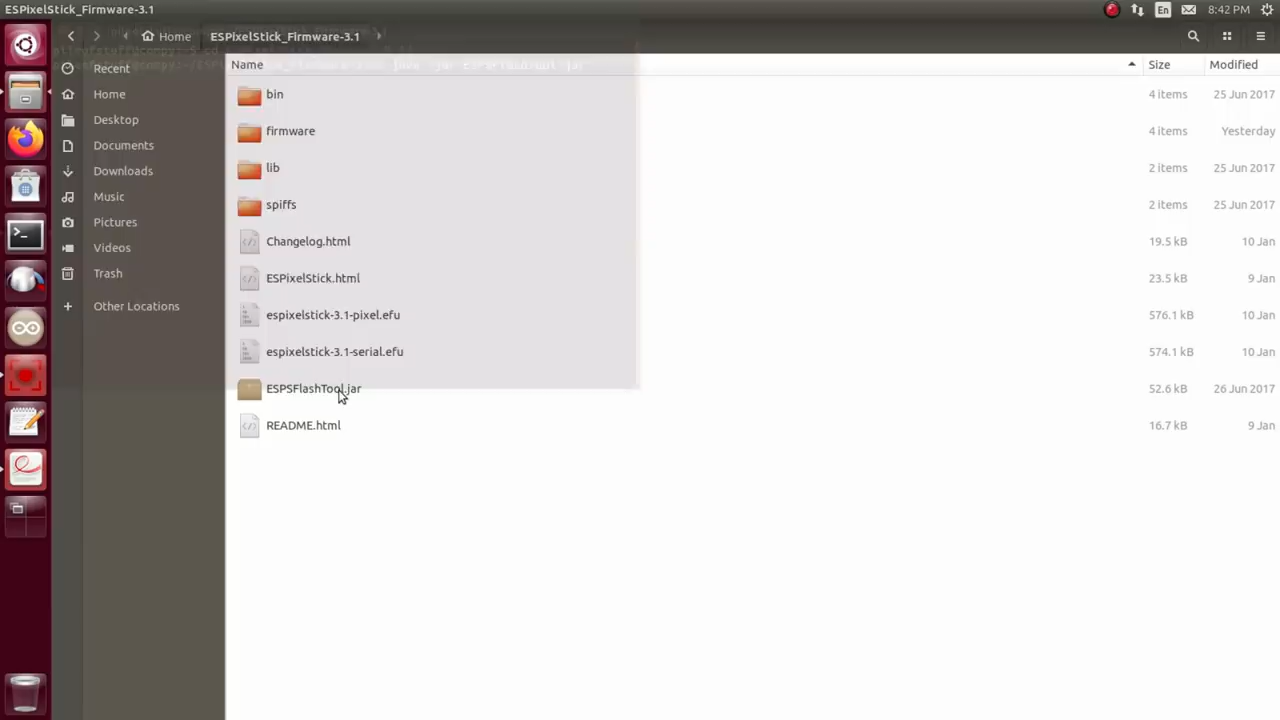 ESPixelStick_Firmware-3.1
En
8:42 PM
Home
ESPixelStick_Firmware-3.1
Recent
Home
Desktop
Documents
Downloads
Music
Pictures
Videos
Trash
Other Locations
Name Size Modified
bin 4 items 25 Jun 2017
firmware 4 items Yesterday
lib 2 items 25 Jun 2017
spiffs 2 items 25 Jun 2017
Changelog.html 19.5 kB 10 Jan
ESPixelStick.html 23.5 kB 9 Jan
espixelstick-3.1-pixel.efu 576.1 kB 10 Jan
espixelstick-3.1-serial.efu 574.1 kB 10 Jan
ESPSFlashTool.jar 52.6 kB 26 Jun 2017
README.html 16.7 kB 9 Jan